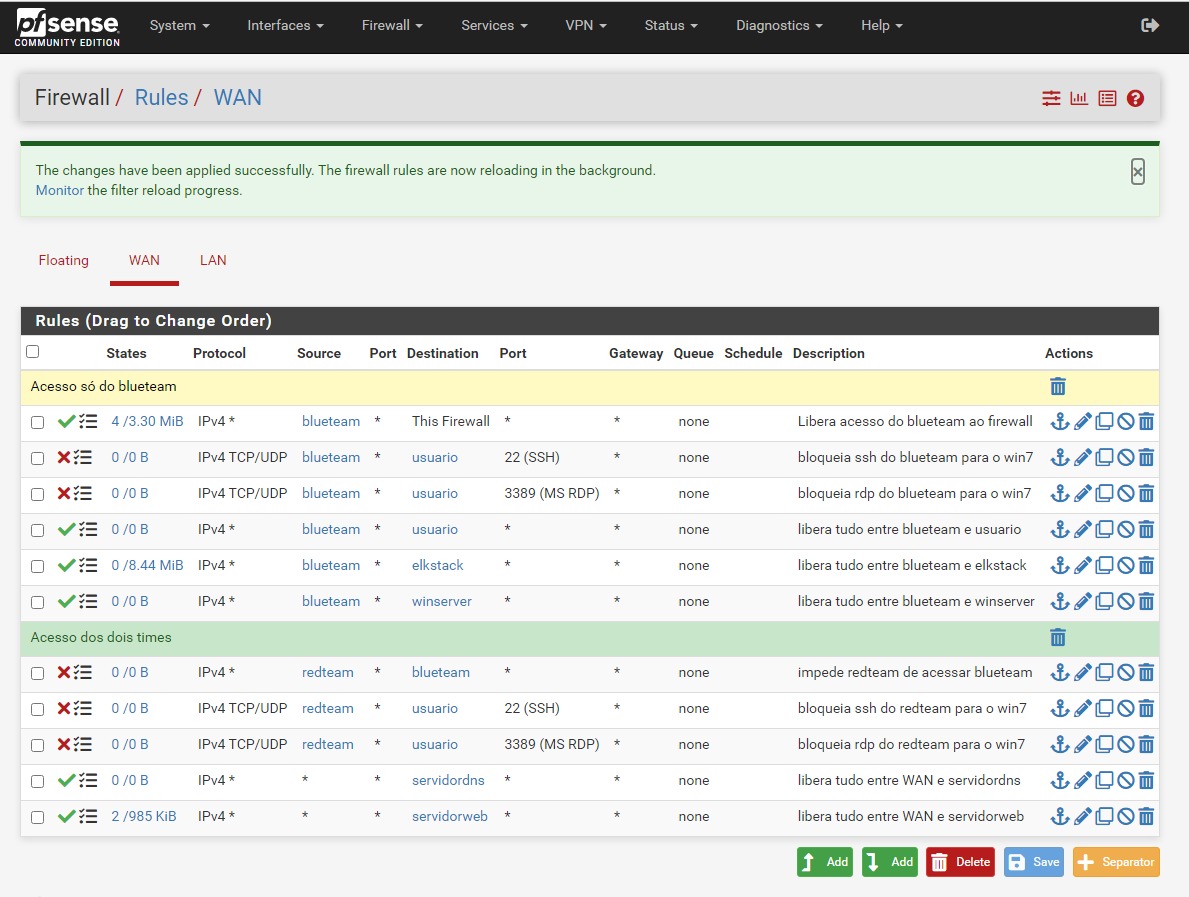 pfsense COMMUNITY EDITION System Interfaces Firewall Services VPN Status Diagnostics Help
Firewall / Rules / WAN
The changes have been applied successfully. The firewall rules are now reloading in the background.
Monitor the filter reload progress.
Floating WAN LAN
Rules (Drag to Change Order)
States Protocol Source Port Destination Port Gateway Queue Schedule Description Actions
Acesso só do blueteam
4 /3.30 MiB IPv4 * blueteam * This Firewall * * none Libera acesso do blueteam ao firewall
0 /0 B IPv4 TCP/UDP blueteam * usuario 22 (SSH) * none bloqueia ssh do blueteam para o win7
0 /0 B IPv4 TCP/UDP blueteam * usuario 3389 (MS RDP) * none bloqueia rdp do blueteam para o win7
0 /0 B IPv4 * blueteam * usuario * * none libera tudo entre blueteam e usuario
0 /8.44 MiB IPv4 * blueteam * elkstack * * none libera tudo entre blueteam e elkstack
0 /0 B IPv4 * blueteam * winserver * * none libera tudo entre blueteam e winserver
Acesso dos dois times
0 /0 B IPv4 * redteam * blueteam * * none impede redteam de acessar blueteam
0 /0 B IPv4 TCP/UDP redteam * usuario 22 (SSH) * none bloqueia ssh do redteam para o win7
0 /0 B IPv4 TCP/UDP redteam * usuario 3389 (MS RDP) * none bloqueia rdp do redteam para o win7
0 /0 B IPv4 * * * servidordns * * none libera tudo entre WAN e servidordns
2 /985 KiB IPv4 * * * servidorweb * * none libera tudo entre WAN e servidorweb
Add Add Delete Save Separator